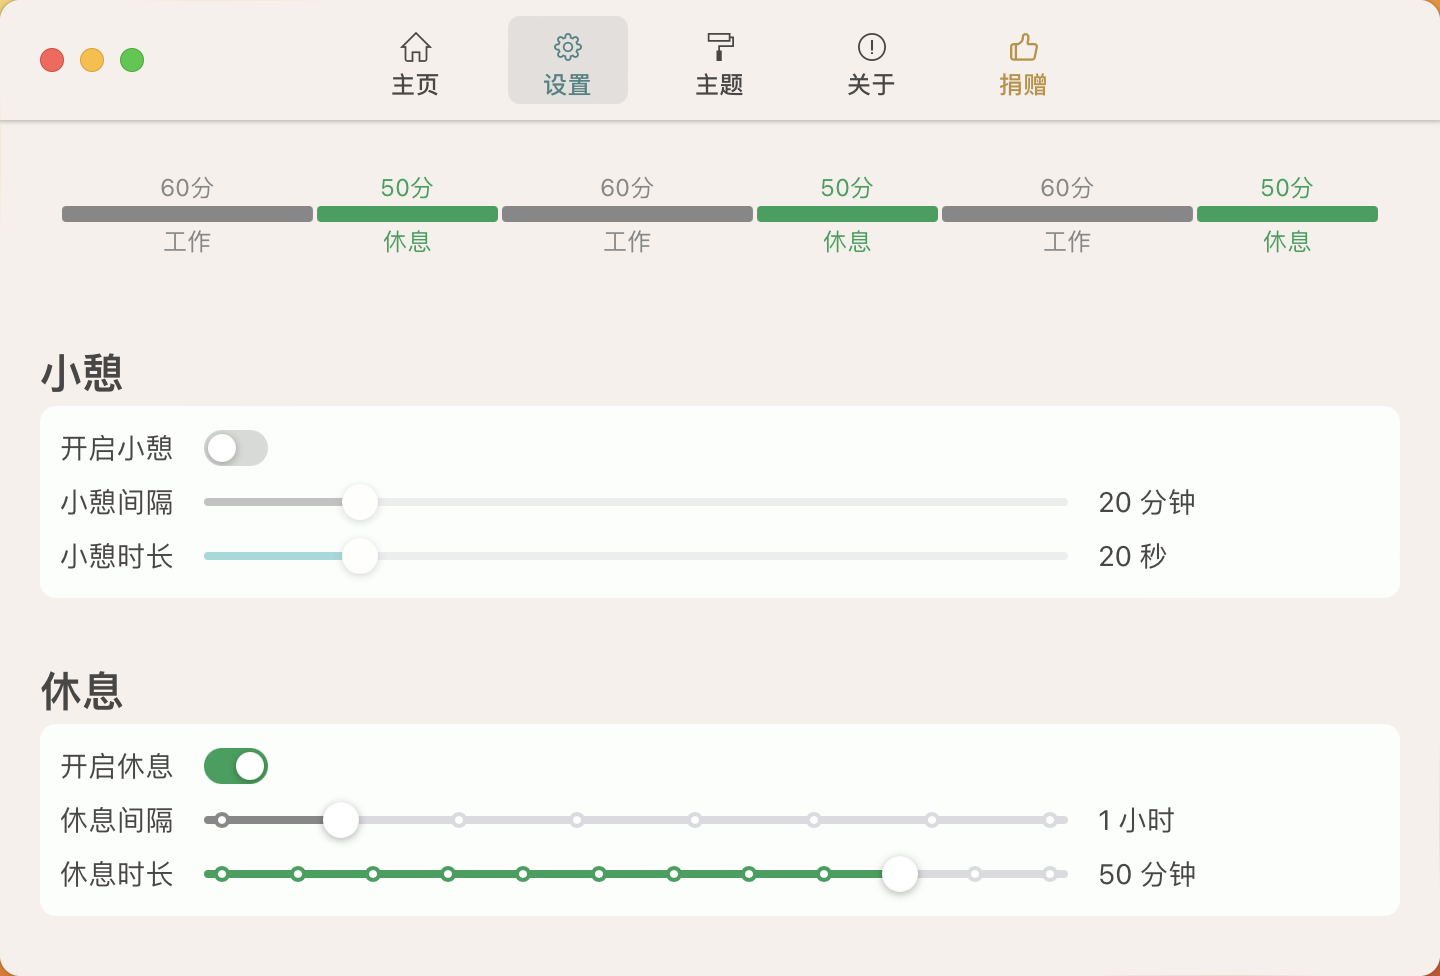 主页 设置 主题 关于 捐赠
60分 50分 60分 50分 60分 50分
工作 休息 工作 休息 工作 休息
小憩
开启小憩
小憩间隔 20 分钟
小憩时长 20 秒
休息
开启休息
休息间隔 1 小时
休息时长 50 分钟